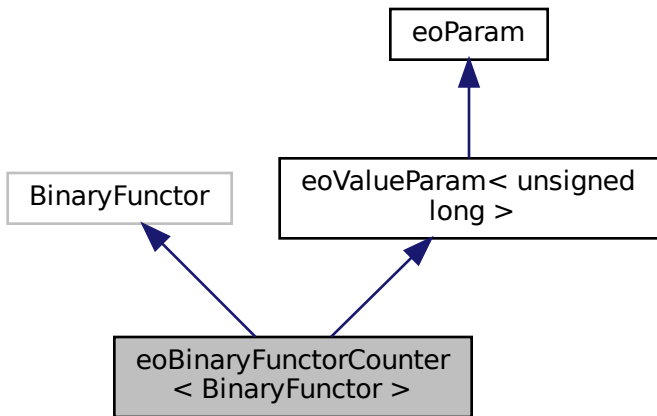 eoParam
BinaryFunctor
eoValueParam< unsigned
long >
eoBinaryFunctorCounter
< BinaryFunctor >